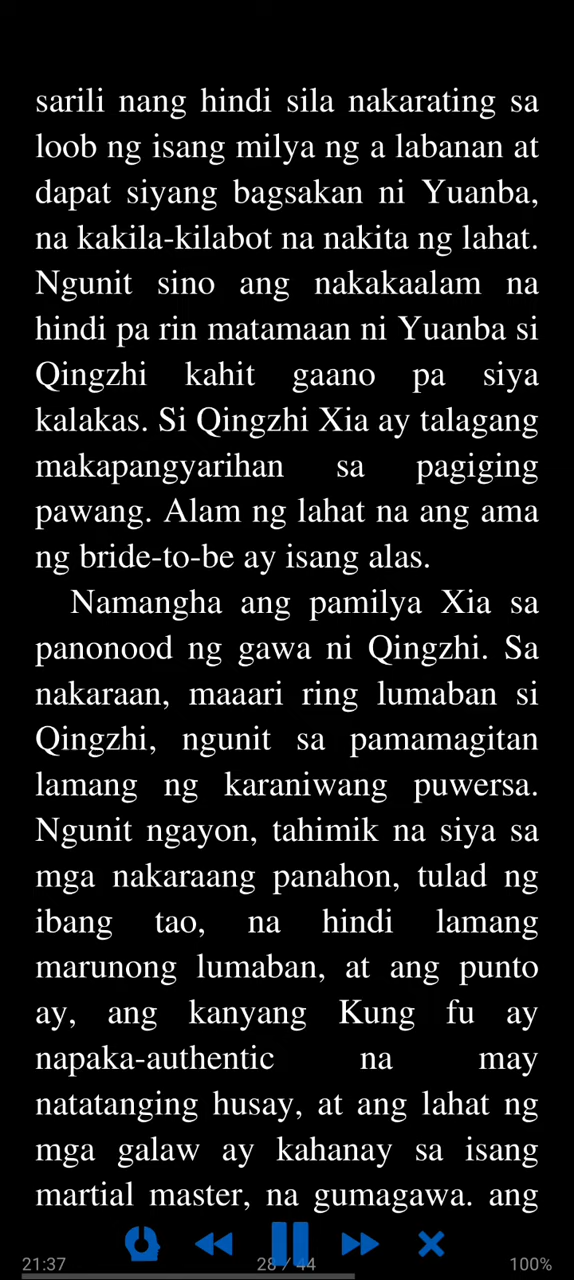 sarili nang hindi sila nakarating sa
loob ng isang milya ng a labanan at
dapat siyang bagsakan ni Yuanba,
na kakila-kilabot na nakita ng lahat.
Ngunit sino ang nakakaalam na
hindi pa rin matamaan ni Yuanba si
Qingzhi kahit gaano pa siya
kalakas. Si Qingzhi Xia ay talagang
makapangyarihan sa pagiging
pawang. Alam ng lahat na ang ama
ng bride-to-be ay isang alas.
Namangha ang pamilya Xia sa
panonood ng gawa ni Qingzhi. Sa
nakaraan, maaari ring lumaban si
Qingzhi, ngunit sa pamamagitan
lamang ng karaniwang puwersa.
Ngunit ngayon, tahimik na siya sa
mga nakaraang panahon, tulad ng
ibang tao, na hindi lamang
marunong lumaban, at ang punto
ay, ang kanyang Kung fu ay
napaka-authentic na may
natatanging husay, at ang lahat ng
mga galaw ay kahanay sa isang
martial master, na gumagawa. ang
21:37 28 / 44 100%